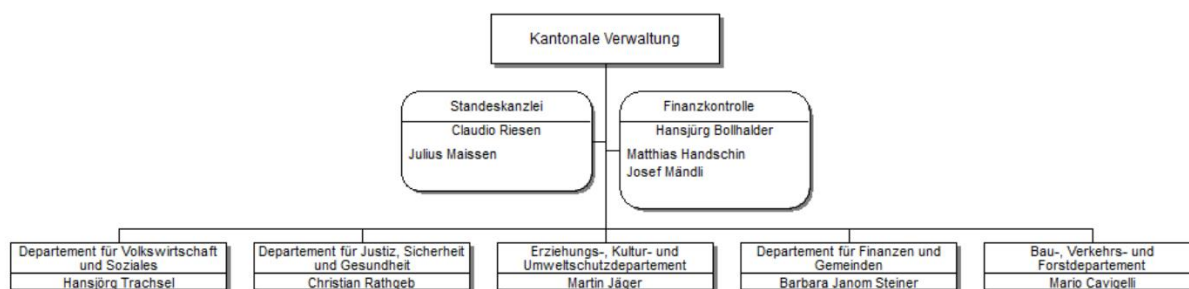 Kantonale Verwaltung
Standeskanzlei
Claudio Riesen
Julius Maissen
Finanzkontrolle
Hansjürg Bollhalder
Matthias Handschin
Josef Mändli
Departement für Volkswirtschaft
und Soziales
Hansjörg Trachsel
Departement für Justiz, Sicherheit
und Gesundheit
Christian Rathgeb
Erziehungs-, Kultur- und
Umweltschutzdepartement
Martin Jäger
Departement für Finanzen und
Gemeinden
Barbara Janom Steiner
Bau-, Verkehrs- und
Forstdepartement
Mario Cavigelli